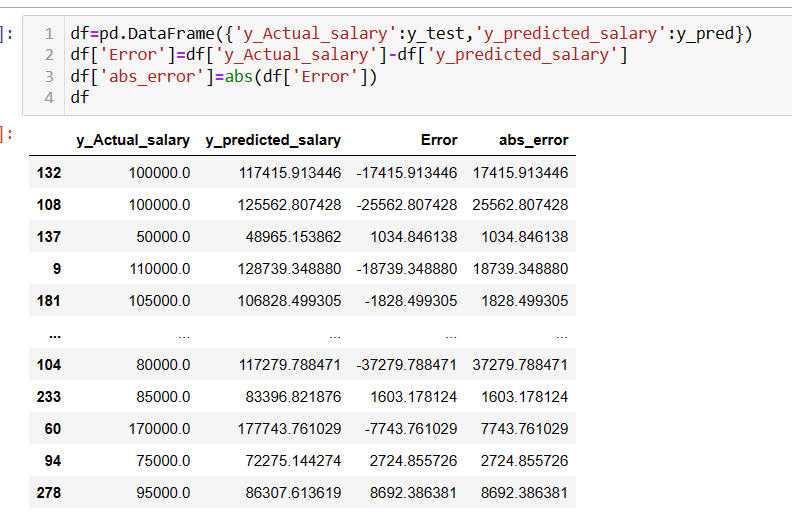 ]: 1 df=pd.DataFrame({'y_Actual_salary':y_test,'y_predicted_salary':y_pred})
2 df['Error']=df['y_Actual_salary']-df['y_predicted_salary']
3 df['abs_error']=abs(df['Error'])
4 df
]:
y_Actual_salary y_predicted_salary Error abs_error
132 100000.0 117415.913446 -17415.913446 17415.913446
108 100000.0 125562.807428 -25562.807428 25562.807428
137 50000.0 48965.153862 1034.846138 1034.846138
9 110000.0 128739.348880 -18739.348880 18739.348880
181 105000.0 106828.499305 -1828.499305 1828.499305
... ... ... ... ...
104 80000.0 117279.788471 -37279.788471 37279.788471
233 85000.0 83396.821876 1603.178124 1603.178124
60 170000.0 177743.761029 -7743.761029 7743.761029
94 75000.0 72275.144274 2724.855726 2724.855726
278 95000.0 86307.613619 8692.386381 8692.386381